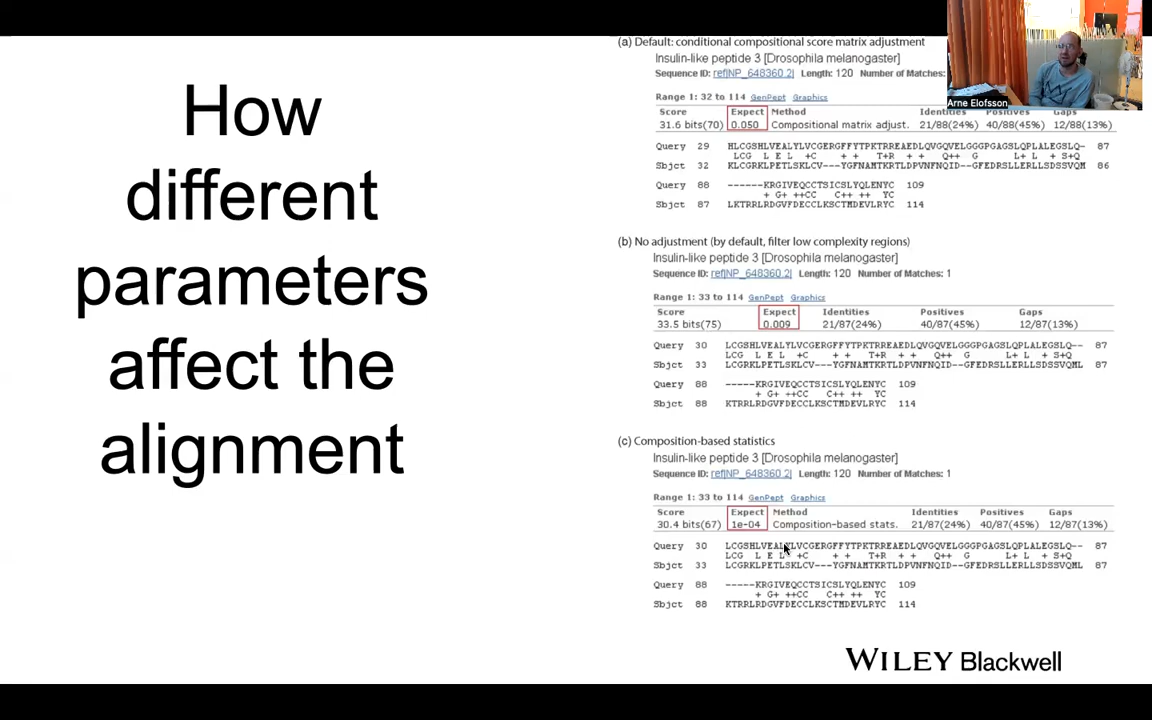 How
different
parameters
affect the
alignment
(a) Default: conditional compositional score matrix adjustment
Insulin-like peptide 3 [Drosophila melanogaster]
Sequence ID: ref|NP_648360.2| Length: 120 Number of Matches:
Range 1: 32 to 114 GenPept Graphics
Score Expect Method Identities Positives Gaps
31.6 bits(70) 0.050 Compositional matrix adjust. 21/88(24%) 40/88(45%) 12/88(13%)
Query 29 HLCGSHLVEALYLVCGERGFFYTPKTRREAEDLQVGQVELGGGPGAGSLQPLALEGSLQ- 87
LCG L E L +C + + T+R + + Q++ G L+ L + S+Q
Sbjct 32 KLCGRKLPETLSKLCV---YGFNAMTKRTLDPVNFNQID--GFEDRSLLERLLSDSSVQM 86
Query 88 ------KRGIVEQCCTSICSLYQLENYC 109
+ G+ ++CC C++ ++ YC
Sbjct 87 LKTRRLRDGVFDECCLKSCTMDEVLRYC 114
(b) No adjustment (by default, filter low complexity regions)
Insulin-like peptide 3 [Drosophila melanogaster]
Sequence ID: ref|NP_648360.2| Length: 120 Number of Matches: 1
Range 1: 33 to 114 GenPept Graphics
Score Expect Identities Positives Gaps
33.5 bits(75) 0.009 21/87(24%) 40/87(45%) 12/87(13%)
Query 30 LCGSHLVEALYLVCGERGFFYTPKTRREAEDLQVGQVELGGGPGAGSLQPLALEGSLQ-- 87
LCG L E L +C + + T+R + + Q++ G L+ L + S+Q
Sbjct 33 LCGRKLPETLSKLCV---YGFNAMTKRTLDPVNFNQID--GFEDRSLLERLLSDSSVQML 87
Query 88 -----KRGIVEQCCTSICSLYQLENYC 109
+ G+ ++CC C++ ++ YC
Sbjct 88 KTRRLRDGVFDECCLKSCTMDEVLRYC 114
(c) Composition-based statistics
Insulin-like peptide 3 [Drosophila melanogaster]
Sequence ID: ref|NP_648360.2| Length: 120 Number of Matches: 1
Range 1: 33 to 114 GenPept Graphics
Score Expect Method Identities Positives Gaps
30.4 bits(67) 1e-04 Composition-based stats. 21/87(24%) 40/87(45%) 12/87(13%)
Query 30 LCGSHLVEALYLVCGERGFFYTPKTRREAEDLQVGQVELGGGPGAGSLQPLALEGSLQ-- 87
LCG L E L +C + + T+R + + Q++ G L+ L + S+Q
Sbjct 33 LCGRKLPETLSKLCV---YGFNAMTKRTLDPVNFNQID--GFEDRSLLERLLSDSSVQML 87
Query 88 -----KRGIVEQCCTSICSLYQLENYC 109
+ G+ ++CC C++ ++ YC
Sbjct 88 KTRRLRDGVFDECCLKSCTMDEVLRYC 114
WILEY Blackwell
Arne Elofsson